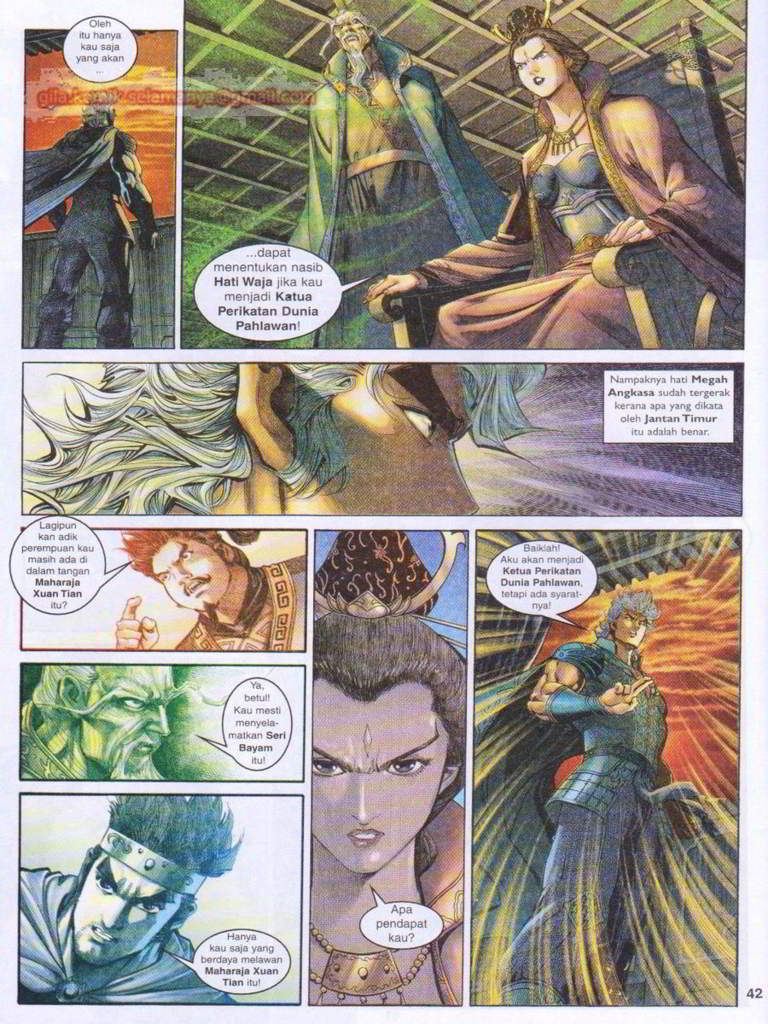 Oleh
itu hanya
kau saja
yang akan
...
...dapat
menentukan nasib
Hati Waja jika kau
menjadi Ketua
Perikatan Dunia
Pahlawan!
Nampaknya hati Megah
Angkasa sudah tergerak
kerana apa yang dikata
oleh Jantan Timur
itu adalah benar.
Lagipun
kan adik
perempuan kau
masih ada di
dalam tangan
Maharaja
Xuan Tian
itu?
Ya,
betul!
Kau mesti
menyela-
matkan Seri
Bayam
itu!
Hanya
kau saja yang
berdaya melawan
Maharaja Xuan
Tian itu!
Apa
pendapat
kau?
Baiklah!
Aku akan menjadi
Ketua Perikatan
Dunia Pahlawan,
tetapi ada syarat-
nya!
42